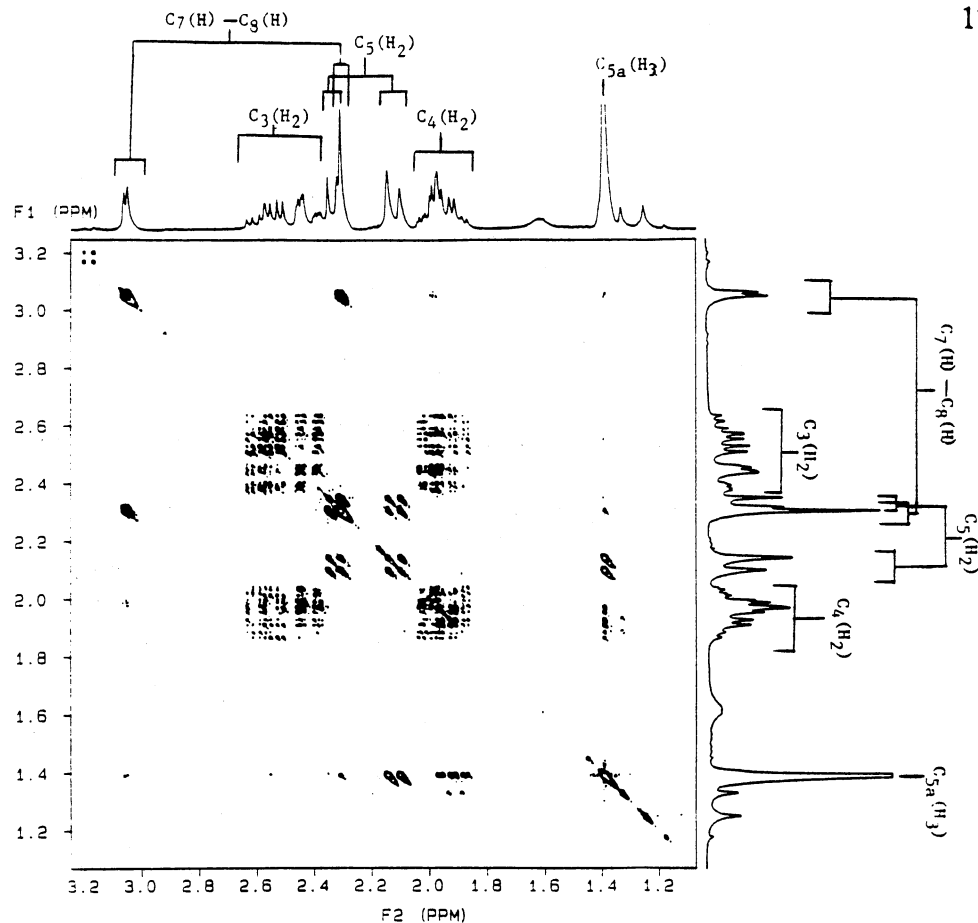 1
C7(H) —C8(H)
C5(H2)
C5a(H3)
C3(H2)
C4(H2)
F1 (PPM)
3.2
3.0
2.8
2.6
2.4
2.2
2.0
1.8
1.6
1.4
1.2
C7(H) —C8(H)
C3(H2)
C5(H2)
C4(H2)
C5a(H3)
3.2 3.0 2.8 2.6 2.4 2.2 2.0 1.8 1.6 1.4 1.2
F2 (PPM)